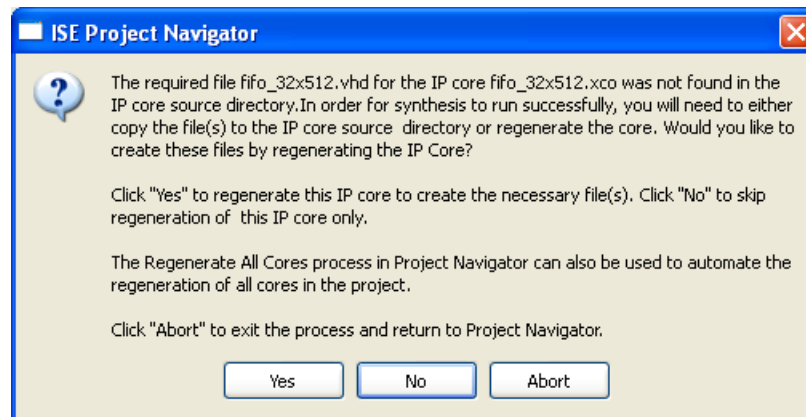 ISE Project Navigator
The required file fifo_32x512.vhd for the IP core fifo_32x512.xco was not found in the
IP core source directory.In order for synthesis to run successfully, you will need to either
copy the file(s) to the IP core source  directory or regenerate the core. Would you like to
create these files by regenerating the IP Core?
Click "Yes" to regenerate this IP core to create the necessary file(s). Click "No" to skip
regeneration of  this IP core only.
The Regenerate All Cores process in Project Navigator can also be used to automate the
regeneration of all cores in the project.
Click "Abort" to exit the process and return to Project Navigator.
Yes No Abort